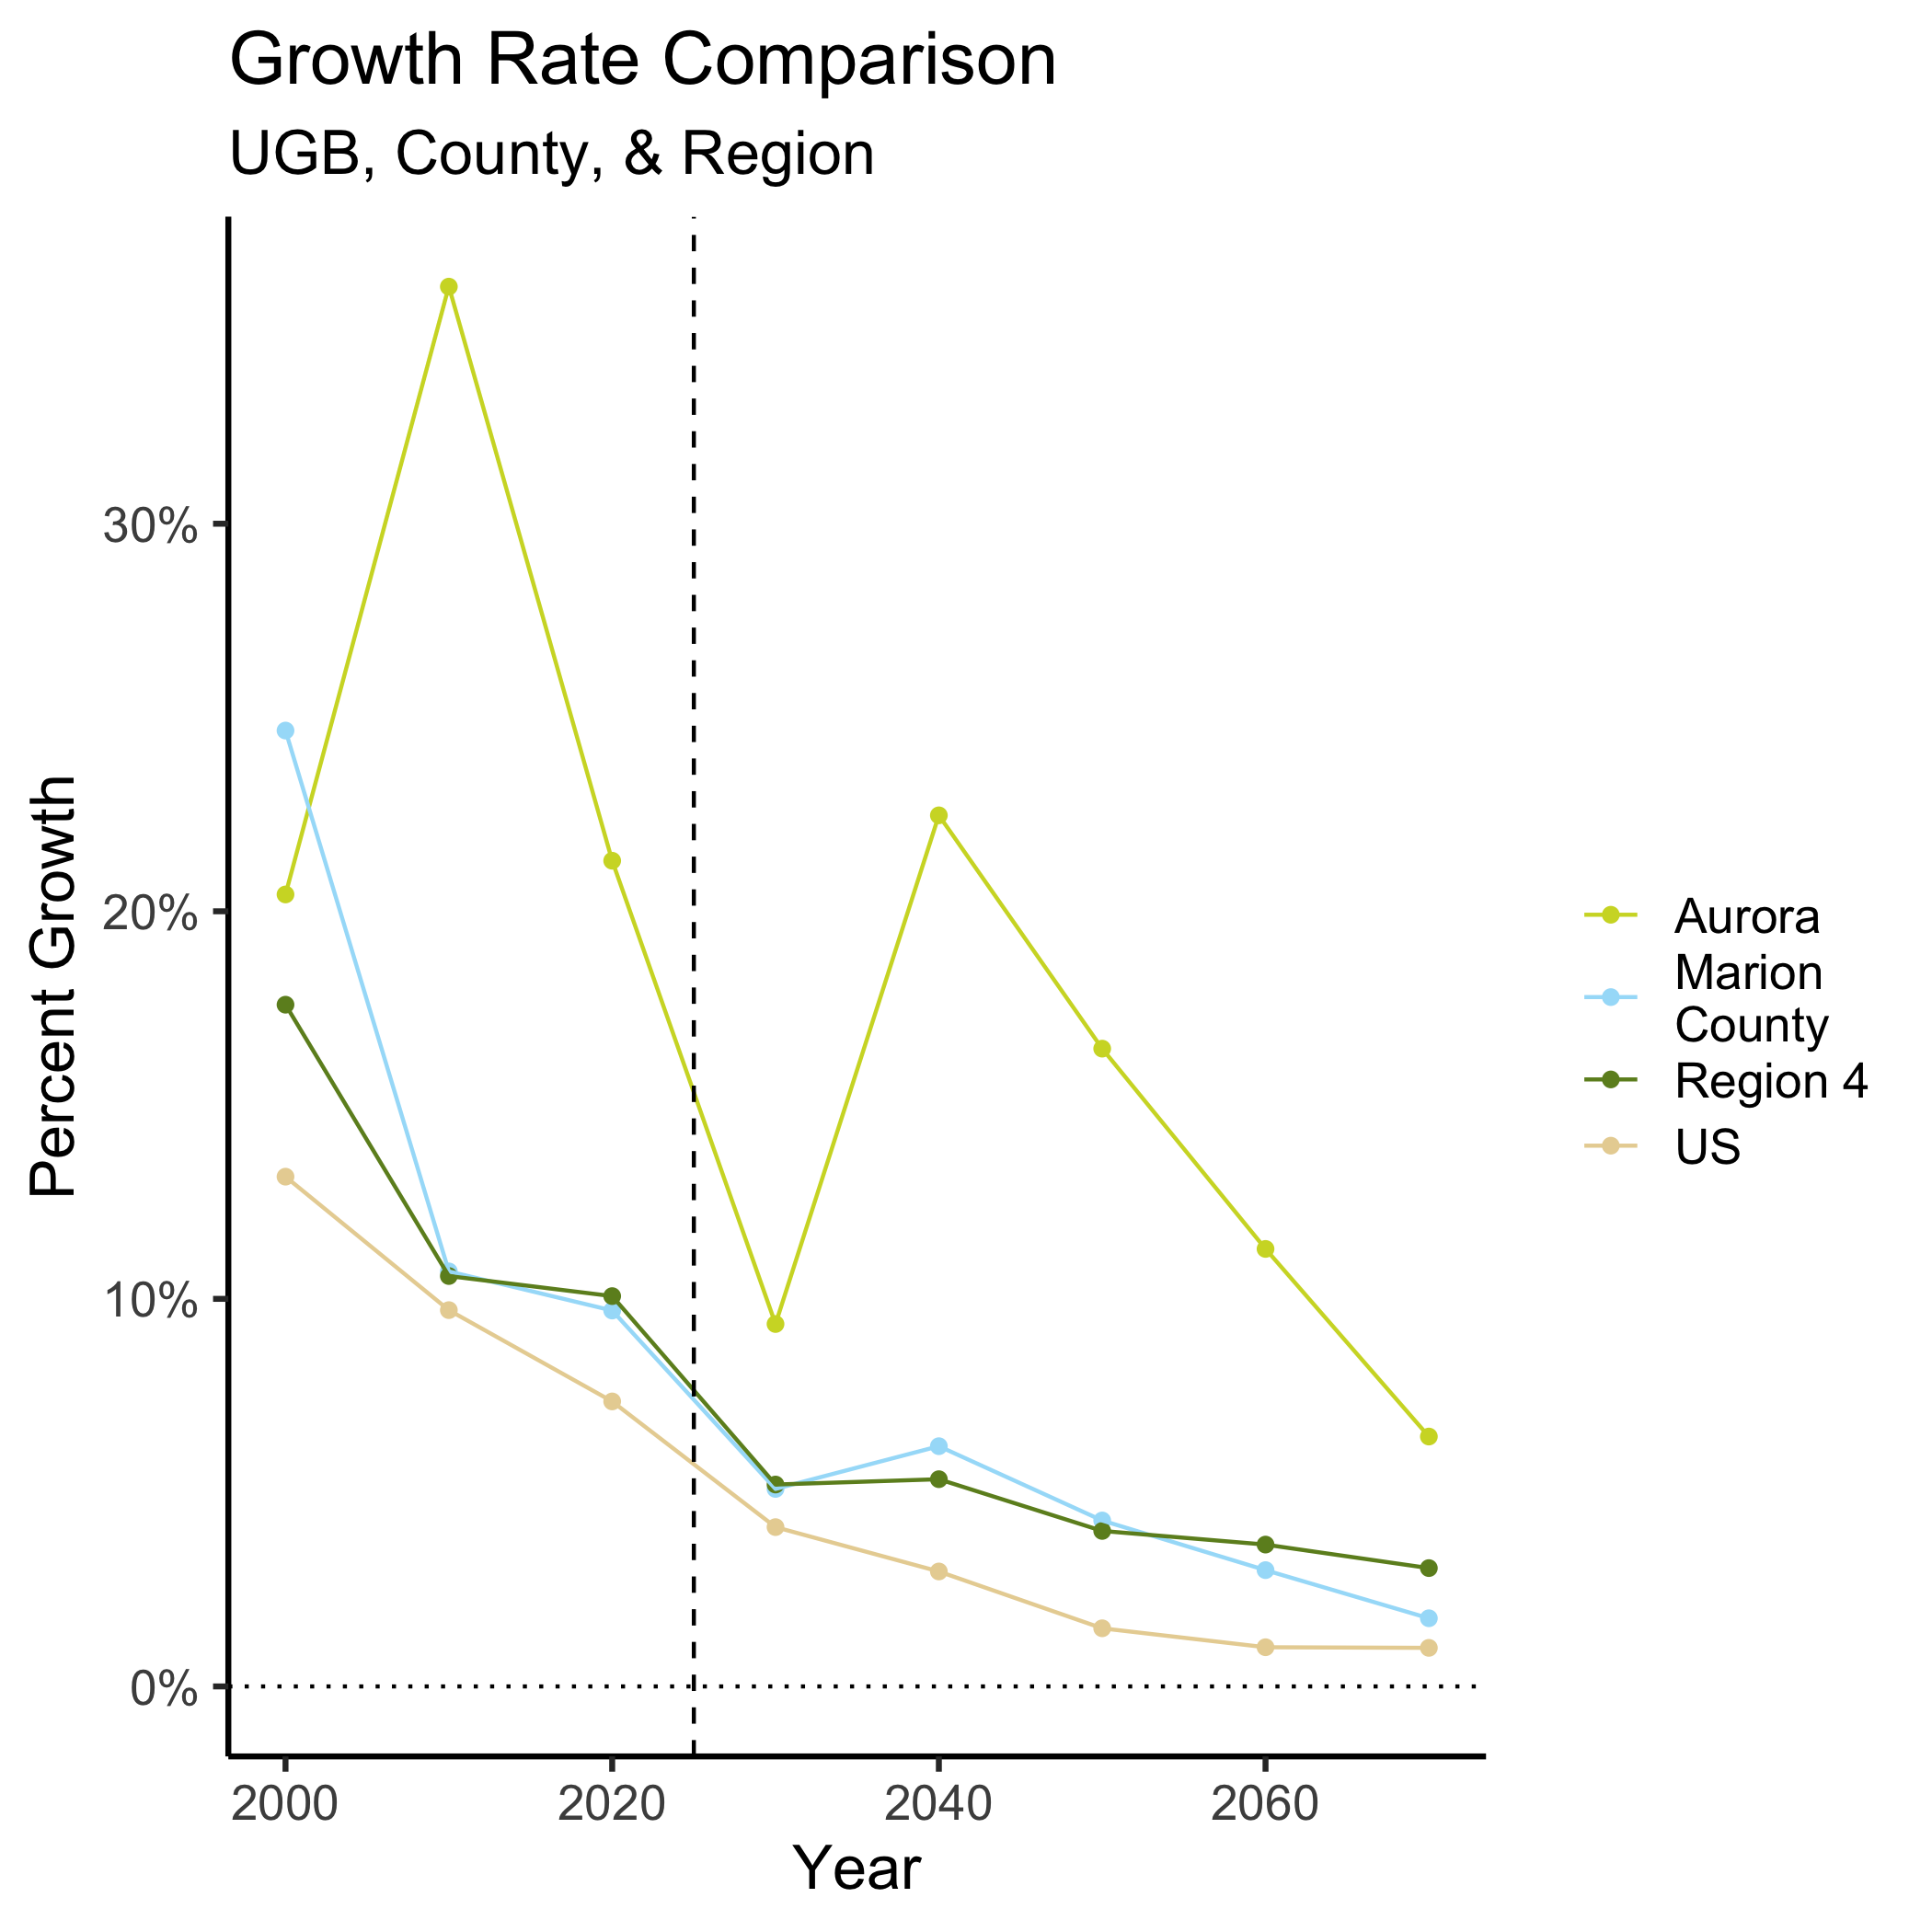 Growth Rate Comparison
UGB, County, & Region
Percent Growth
30%
20%
10%
0%
2000
2020
2040
2060
Year
Aurora
Marion
County
Region 4
US